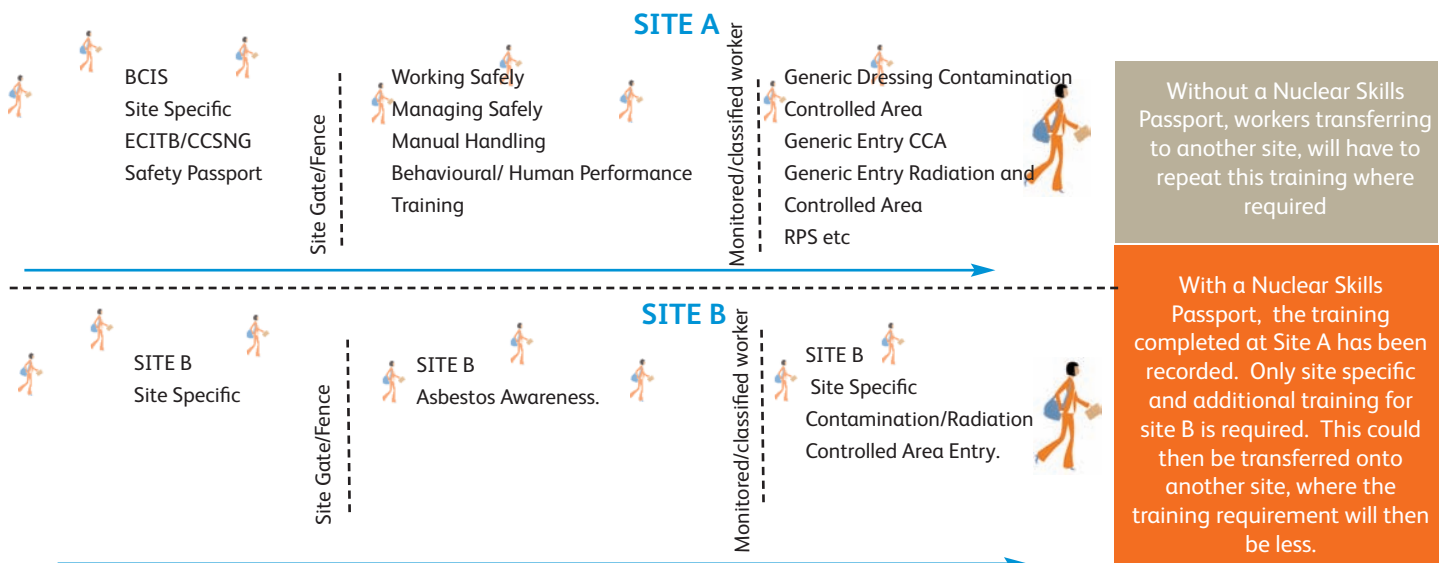 SITE A
BCIS
Site Specific
ECITB/CCSNG
Safety Passport
Site Gate/Fence
Working Safely
Managing Safely
Manual Handling
Behavioural/ Human Performance
Training
Monitored/classified worker
Generic Dressing Contamination
Controlled Area
Generic Entry CCA
Generic Entry Radiation and
Controlled Area
RPS etc
Without a Nuclear Skills
Passport, workers transferring
to another site, will have to
repeat this training where
required
SITE B
SITE B
Site Specific
Site Gate/Fence
SITE B
Asbestos Awareness.
Monitored/classified worker
SITE B
Site Specific
Contamination/Radiation
Controlled Area Entry.
With a Nuclear Skills
Passport, the training
completed at Site A has been
recorded. Only site specific
and additional training for
site B is required. This could
then be transferred onto
another site, where the
training requirement will then
be less.